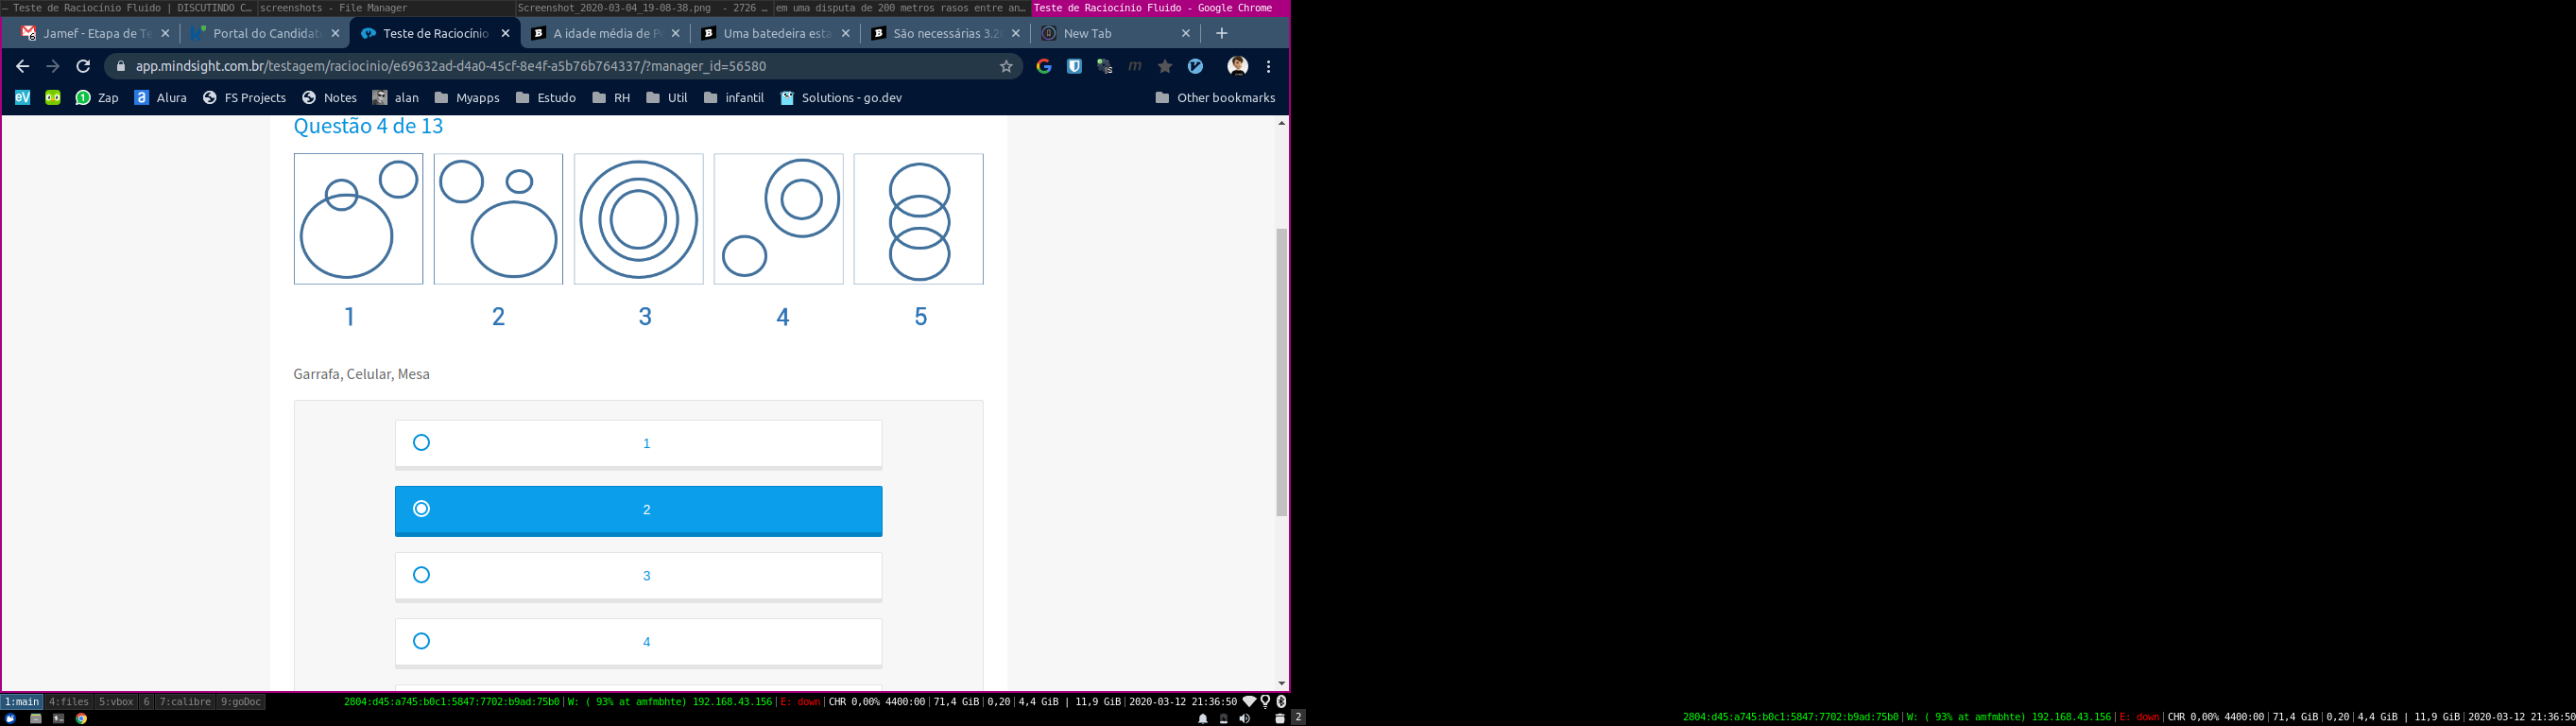 – Teste de Raciocínio Fluido | DISCUTINDO C… screenshots - File Manager Screenshot_2020-03-04_19-08-38.png - 2726 … em uma disputa de 200 metros rasos entre an… Teste de Raciocínio Fluido - Google Chrome
Jamef - Etapa de Te Portal do Candidat Teste de Raciocínio A idade média de P Uma batedeira esta São necessárias 3.2 New Tab
app.mindsight.com.br/testagem/raciocinio/e69632ad-d4a0-45cf-8e4f-a5b76b764337/?manager_id=56580
eV Zap Alura FS Projects Notes alan Myapps Estudo RH Util infantil Solutions - go.dev Other bookmarks
Questão 4 de 13
1 2 3 4 5
Garrafa, Celular, Mesa
1
2
3
4
1:main 4:files 5:vbox 6 7:calibre 9:goDoc 2804:d45:a745:b0c1:5847:7702:b9ad:75b0 | W: ( 93% at amfmbhte) 192.168.43.156 | E: down | CHR 0,00% 4400:00 | 71,4 GiB | 0,20 | 4,4 GiB | 11,9 GiB | 2020-03-12 21:36:50
2 2804:d45:a745:b0c1:5847:7702:b9ad:75b0 | W: ( 93% at amfmbhte) 192.168.43.156 | E: down | CHR 0,00% 4400:00 | 71,4 GiB | 0,20 | 4,4 GiB | 11,9 GiB | 2020-03-12 21:36:50